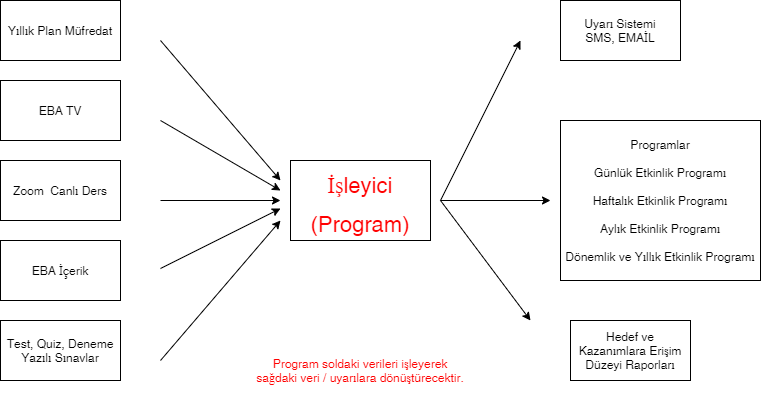 Yıllık Plan Müfredat
EBA TV
Zoom Canlı Ders
EBA İçerik
Test, Quiz, Deneme
Yazılı Sınavlar
İşleyici
(Program)
Program soldaki verileri işleyerek
sağdaki veri / uyarılara dönüştürecektir.
Uyarı Sistemi
SMS, EMAİL
Programlar
Günlük Etkinlik Programı
Haftalık Etkinlik Programı
Aylık Etkinlik Programı
Dönemlik ve Yıllık Etkinlik Programı
Hedef ve
Kazanımlara Erişim
Düzeyi Raporları